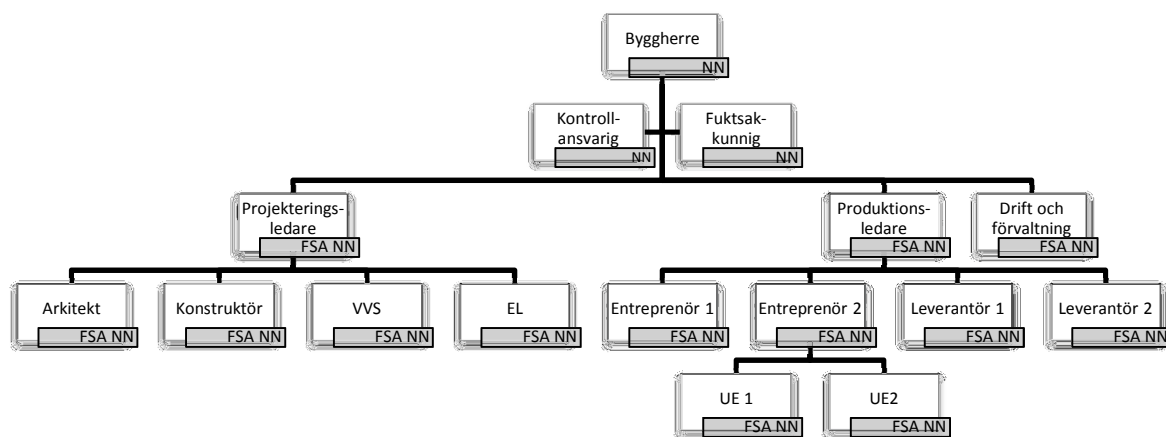 Byggherre
NN
Kontroll-
ansvarig
NN
Fuktsak-
kunnig
NN
Projekterings-
ledare
FSA NN
Produktions-
ledare
FSA NN
Drift och
förvaltning
FSA NN
Arkitekt
FSA NN
Konstruktör
FSA NN
VVS
FSA NN
EL
FSA NN
Entreprenör 1
FSA NN
Entreprenör 2
FSA NN
Leverantör 1
FSA NN
Leverantör 2
FSA NN
UE 1
FSA NN
UE2
FSA NN